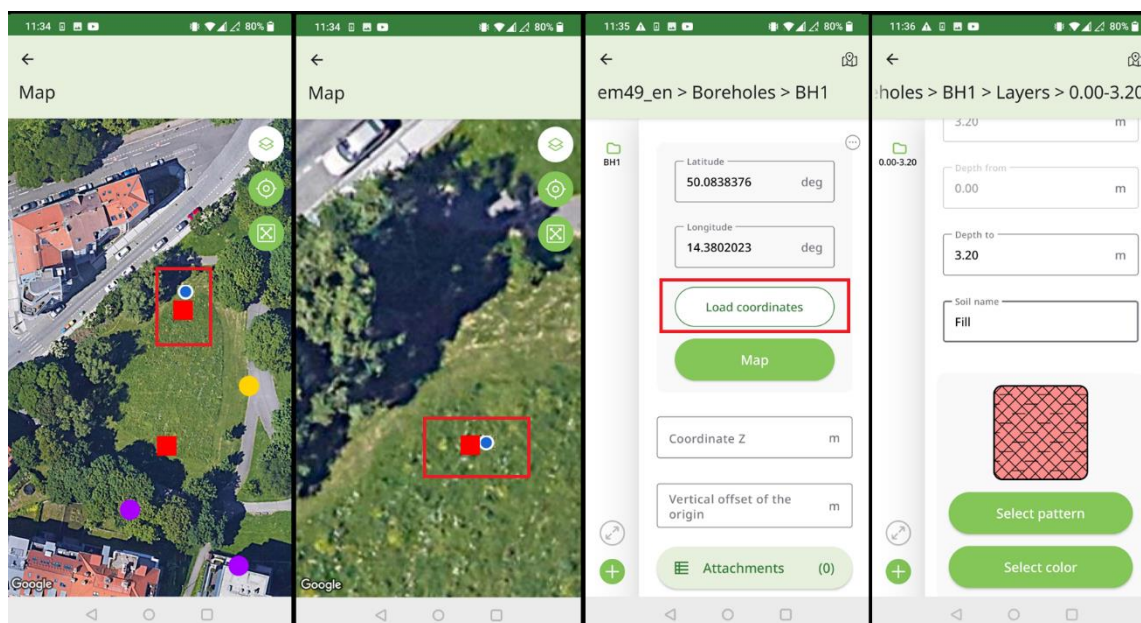 11:34 80%
Map
Google
11:34 80%
Map
Google
11:35 80%
em49_en > Boreholes > BH1
BH1
Latitude
50.0838376 deg
Longitude
14.3802023 deg
Load coordinates
Map
Coordinate Z m
Vertical offset of the
origin m
Attachments (0)
11:36 80%
holes > BH1 > Layers > 0.00-3.20
0.00-3.20
3.20 m
Depth from
0.00 m
Depth to
3.20 m
Soil name
Fill
Select pattern
Select color